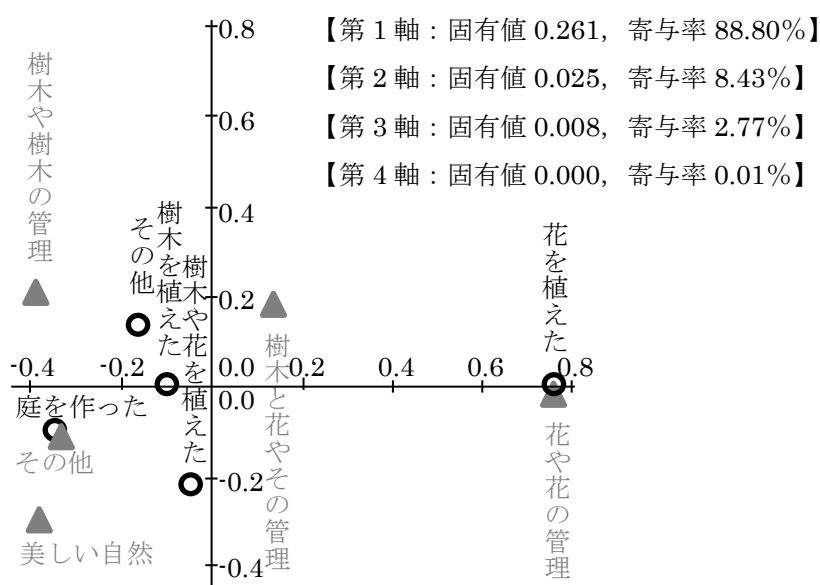 【第1軸：固有値 0.261，寄与率 88.80%】
【第2軸：固有値 0.025，寄与率 8.43%】
【第3軸：固有値 0.008，寄与率 2.77%】
【第4軸：固有値 0.000，寄与率 0.01%】
0.8
0.6
0.4
0.2
0.0
-0.2
-0.4
-0.4
-0.2
0.0
0.2
0.4
0.6
0.8
樹木や樹木の管理
その他
樹木を植えた
樹木や花を植えた
花を植えた
樹木と花やその管理
庭を作った
その他
美しい自然
花や花の管理